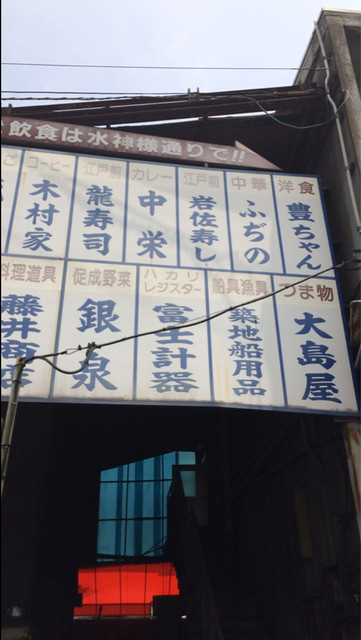 飲食は水神様通りで!!
洋食 豊ちゃん
中華 ふぢの
江戸前 岩佐寿し
カレー 中栄
江戸前 龍寿司
コーヒー 木村家
つま物 大島屋
船具漁具 築地船用品
ハカリ レジスター 富士計器
促成野菜 銀泉
料理道具 藤井商店